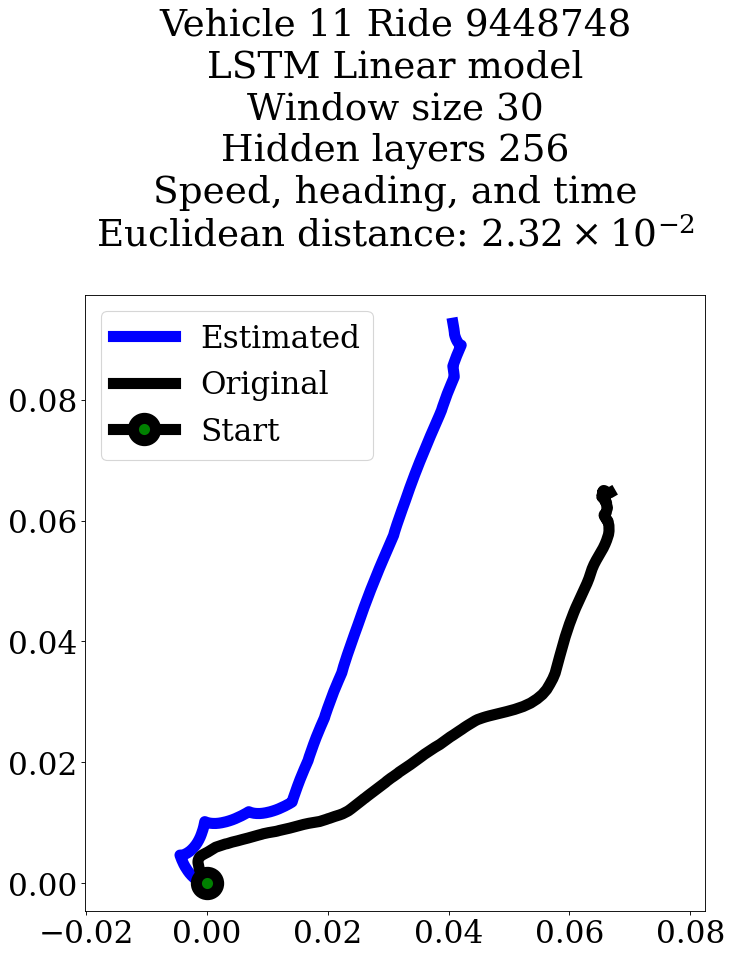 Vehicle 11 Ride 9448748
LSTM Linear model
Window size 30
Hidden layers 256
Speed, heading, and time
Euclidean distance: 2.32 × 10⁻²
Estimated
Original
Start
0.08
0.06
0.04
0.02
0.00
−0.02 0.00 0.02 0.04 0.06 0.08